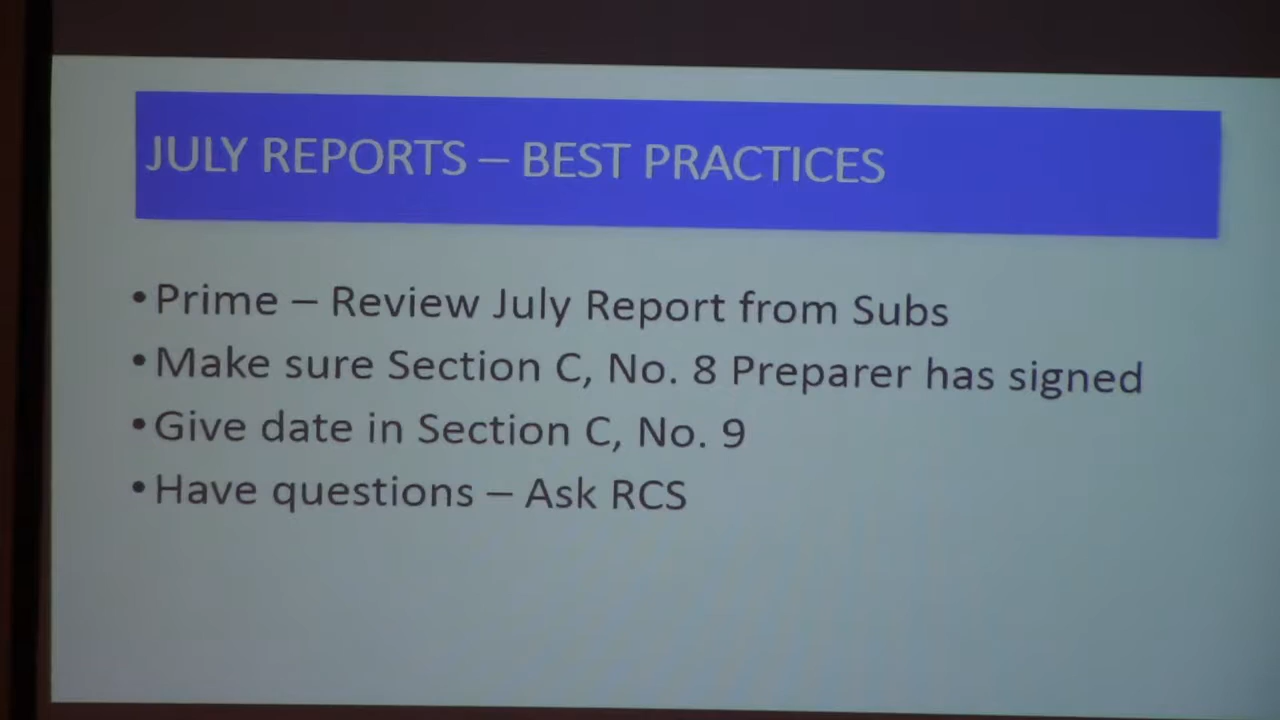 JULY REPORTS – BEST PRACTICES
•Prime – Review July Report from Subs
•Make sure Section C, No. 8 Preparer has signed
•Give date in Section C, No. 9
•Have questions – Ask RCS